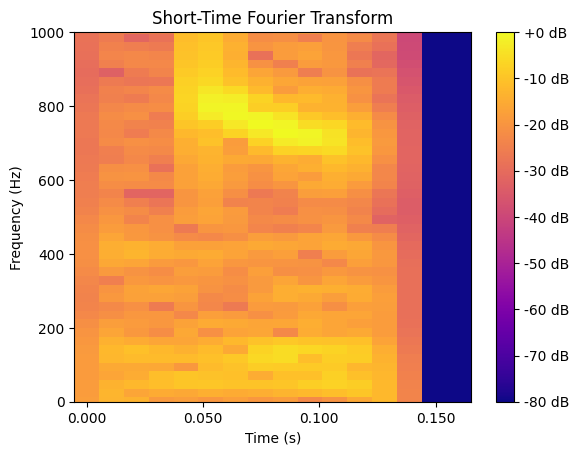 Short-Time Fourier Transform
1000
800
600
400
200
0
Frequency (Hz)
0.000
0.050
0.100
0.150
Time (s)
+0 dB
-10 dB
-20 dB
-30 dB
-40 dB
-50 dB
-60 dB
-70 dB
-80 dB